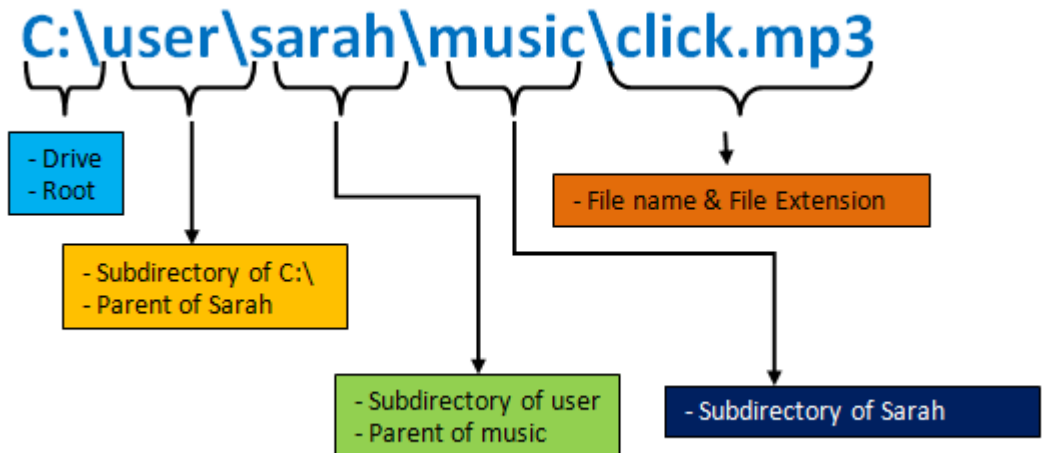 C:\user\sarah\music\click.mp3
- Drive
- Root
- File name & File Extension
- Subdirectory of C:\
- Parent of Sarah
- Subdirectory of user
- Parent of music
- Subdirectory of Sarah